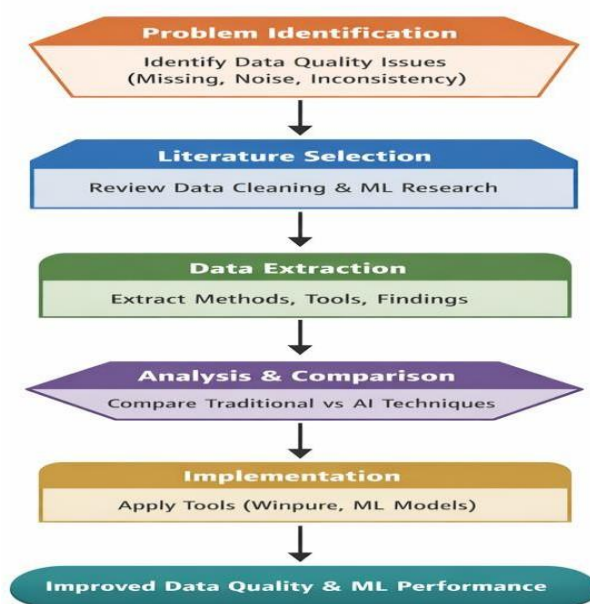 Problem Identification
Identify Data Quality Issues
(Missing, Noise, Inconsistency)
Literature Selection
Review Data Cleaning & ML Research
Data Extraction
Extract Methods, Tools, Findings
Analysis & Comparison
Compare Traditional vs AI Techniques
Implementation
Apply Tools (Winpure, ML Models)
Improved Data Quality & ML Performance